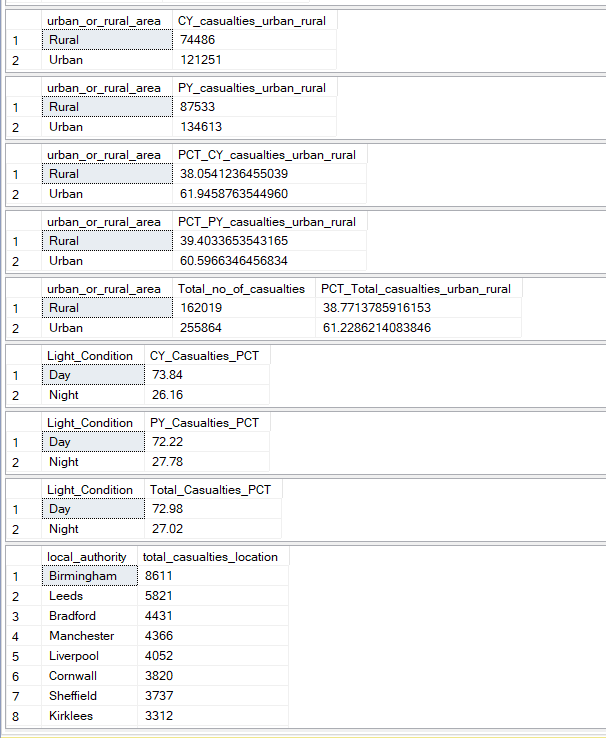 urban_or_rural_area CY_casualties_urban_rural
1 Rural 74486
2 Urban 121251
urban_or_rural_area PY_casualties_urban_rural
1 Rural 87533
2 Urban 134613
urban_or_rural_area PCT_CY_casualties_urban_rural
1 Rural 38.0541236455039
2 Urban 61.9458763544960
urban_or_rural_area PCT_PY_casualties_urban_rural
1 Rural 39.4033653543165
2 Urban 60.5966346456834
urban_or_rural_area Total_no_of_casualties PCT_Total_casualties_urban_rural
1 Rural 162019 38.7713785916153
2 Urban 255864 61.2286214083846
Light_Condition CY_Casualties_PCT
1 Day 73.84
2 Night 26.16
Light_Condition PY_Casualties_PCT
1 Day 72.22
2 Night 27.78
Light_Condition Total_Casualties_PCT
1 Day 72.98
2 Night 27.02
local_authority total_casualties_location
1 Birmingham 8611
2 Leeds 5821
3 Bradford 4431
4 Manchester 4366
5 Liverpool 4052
6 Cornwall 3820
7 Sheffield 3737
8 Kirklees 3312